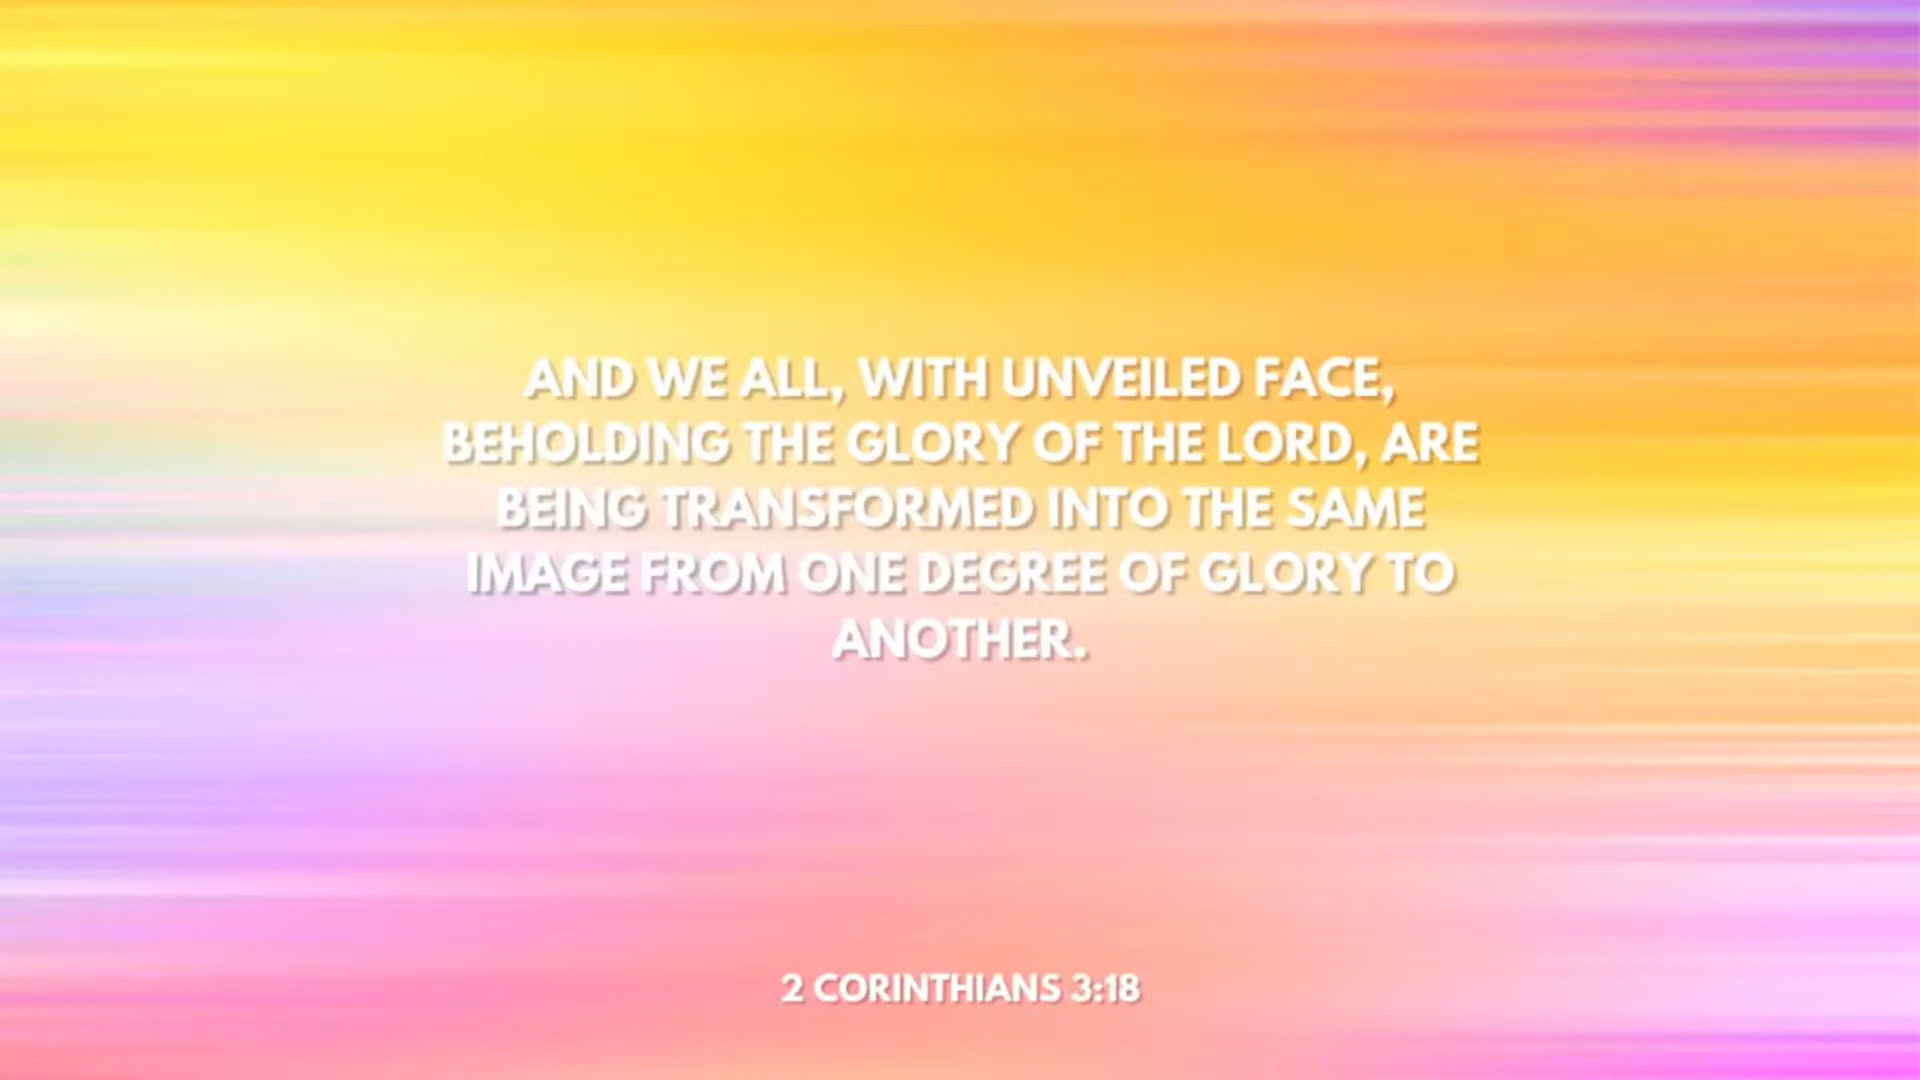 AND WE ALL, WITH UNVEILED FACE,
BEHOLDING THE GLORY OF THE LORD, ARE
BEING TRANSFORMED INTO THE SAME
IMAGE FROM ONE DEGREE OF GLORY TO
ANOTHER.
2 CORINTHIANS 3:18